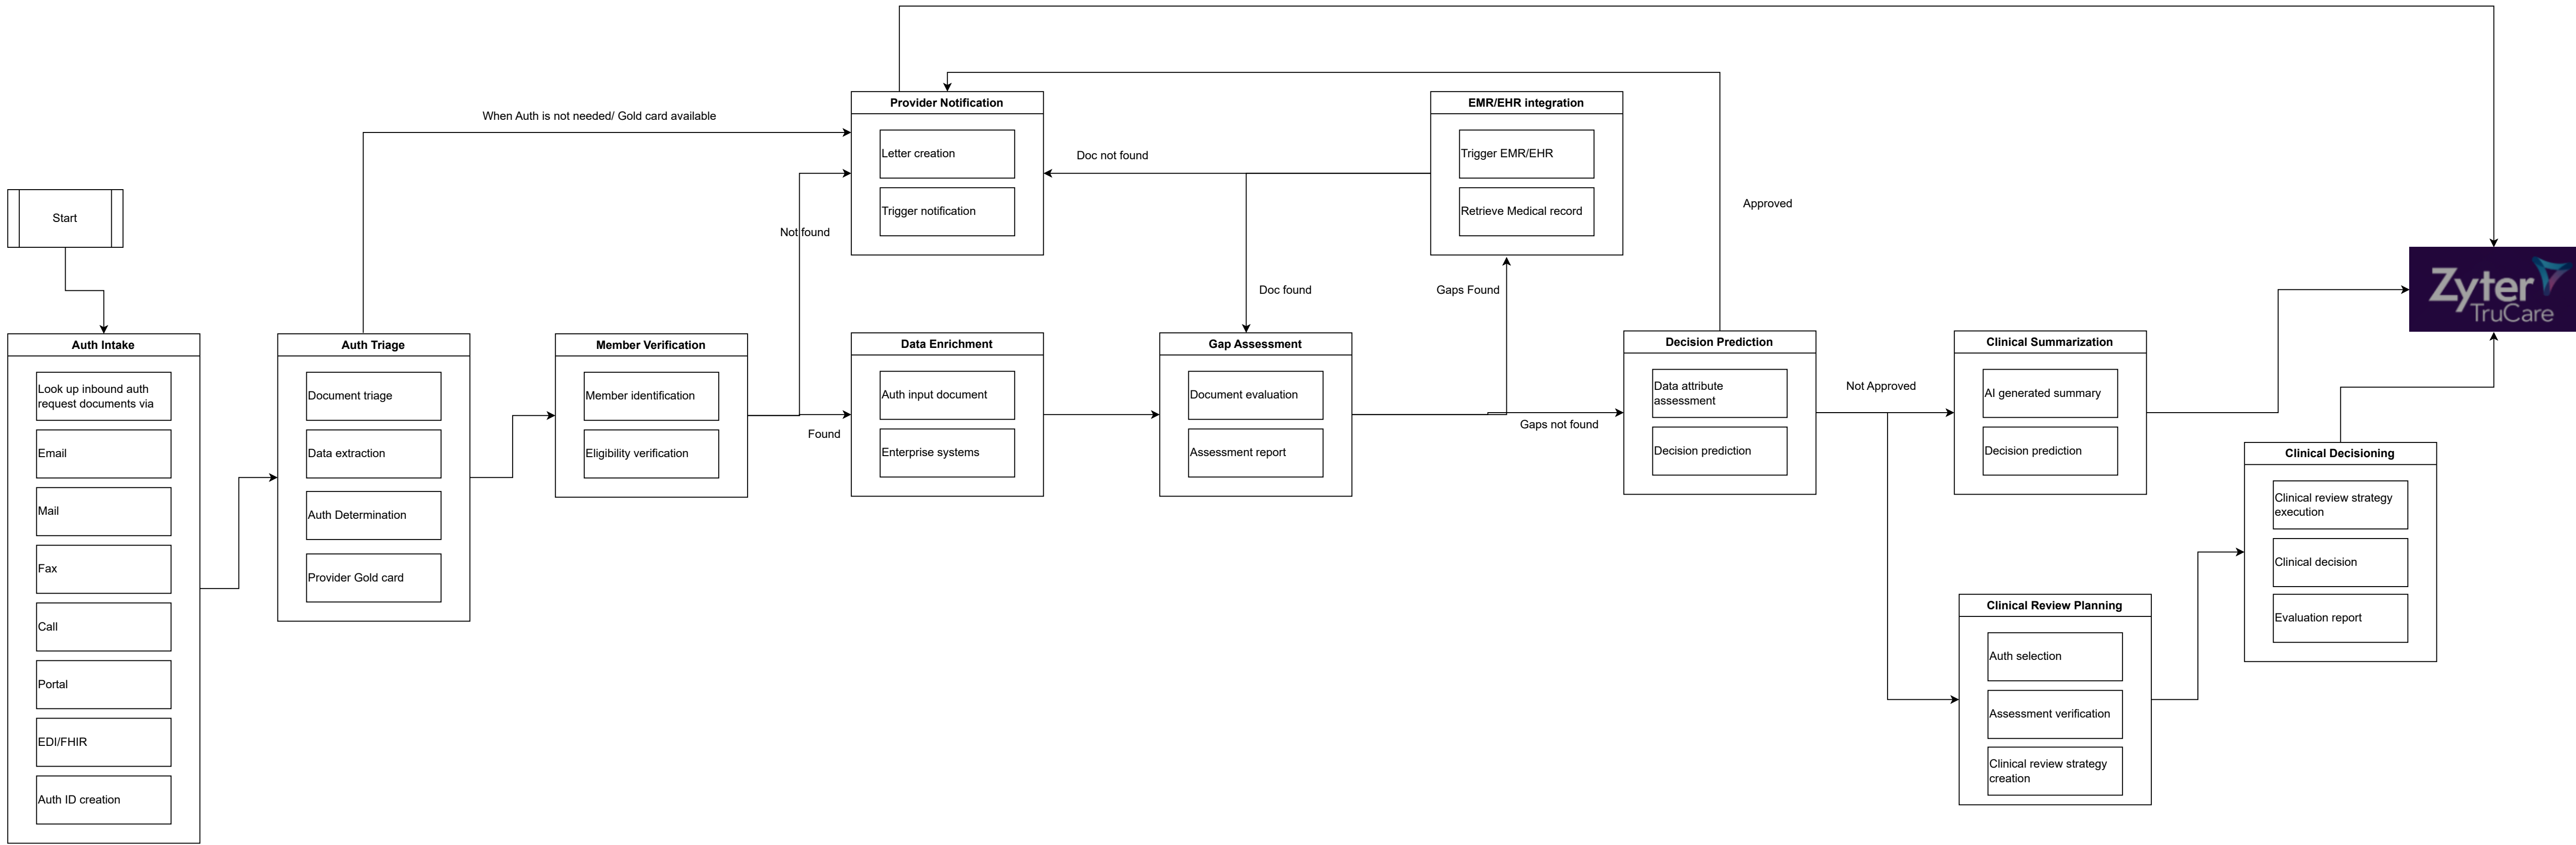 Start
Auth Intake
Look up inbound auth
request documents via
Email
Mail
Fax
Call
Portal
EDI/FHIR
Auth ID creation
When Auth is not needed/ Gold card available
Auth Triage
Document triage
Data extraction
Auth Determination
Provider Gold card
Member Verification
Member identification
Eligibility verification
Not found
Found
Provider Notification
Letter creation
Trigger notification
Data Enrichment
Auth input document
Enterprise systems
Doc not found
Doc found
Gap Assessment
Document evaluation
Assessment report
EMR/EHR integration
Trigger EMR/EHR
Retrieve Medical record
Gaps Found
Gaps not found
Approved
Decision Prediction
Data attribute
assessment
Decision prediction
Not Approved
Clinical Summarization
AI generated summary
Decision prediction
Clinical Review Planning
Auth selection
Assessment verification
Clinical review strategy
creation
Clinical Decisioning
Clinical review strategy
execution
Clinical decision
Evaluation report
Zyter
TruCare